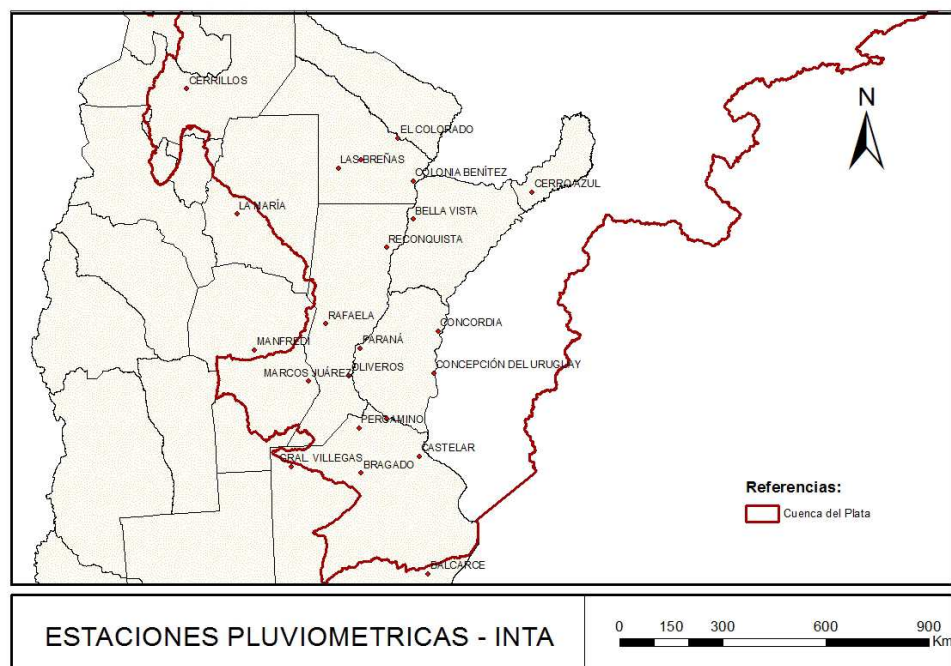 N
CERRILLOS
EL COLORADO
LAS BREÑAS
COLONIA BENÍTEZ
CERRO AZUL
LA MARÍA
BELLA VISTA
RECONQUISTA
RAFAELA
CONCORDIA
PARANÁ
MANFREDI
MARCOS JUÁREZ
OLIVEROS
CONCEPCIÓN DEL URUGUAY
PERGAMINO
CASTELAR
GRAL. VILLEGAS
BRAGADO
BALCARCE
Referencias:
Cuenca del Plata
ESTACIONES PLUVIOMETRICAS - INTA
0 150 300 600 900
Km